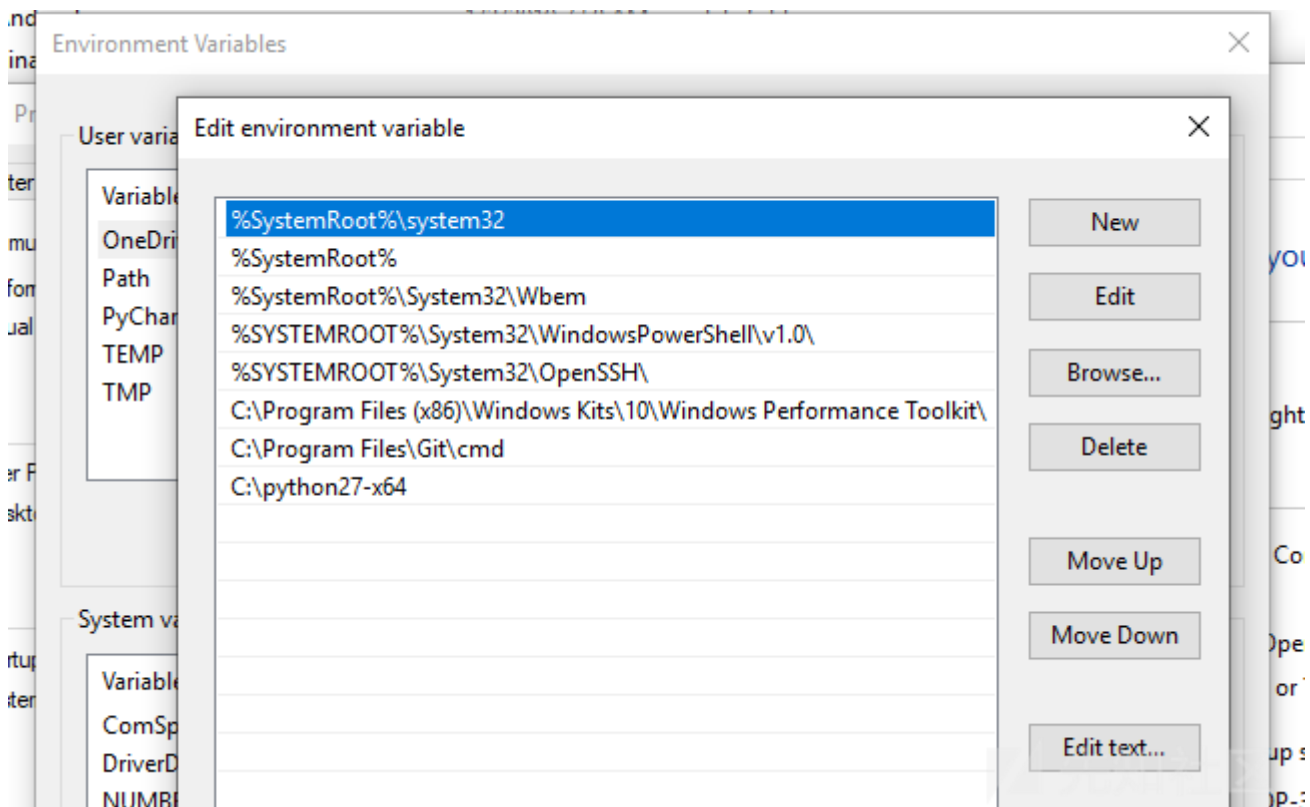 Environment Variables
Edit environment variable
User varia
Variable
OneDri
Path
PyChar
TEMP
TMP
%SystemRoot%\system32
%SystemRoot%
%SystemRoot%\System32\Wbem
%SYSTEMROOT%\System32\WindowsPowerShell\v1.0\
%SYSTEMROOT%\System32\OpenSSH\
C:\Program Files (x86)\Windows Kits\10\Windows Performance Toolkit\
C:\Program Files\Git\cmd
C:\python27-x64
New
Edit
Browse...
Delete
Move Up
Move Down
Edit text...
System va
Variable
ComSp
DriverD
NUMBE